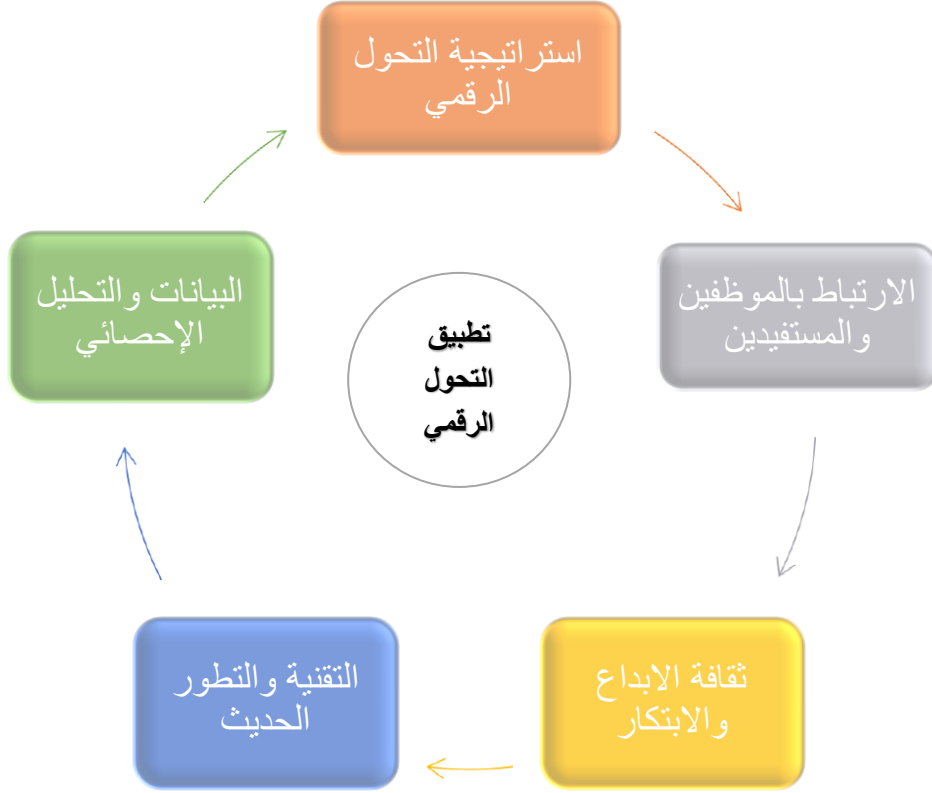 استراتيجية التحول
الرقمي
الارتباط بالموظفين
والمستفيدين
ثقافة الابداع
والابتكار
التقنية والتطور
الحديث
البيانات والتحليل
الإحصائي
تطبيق
التحول
الرقمي